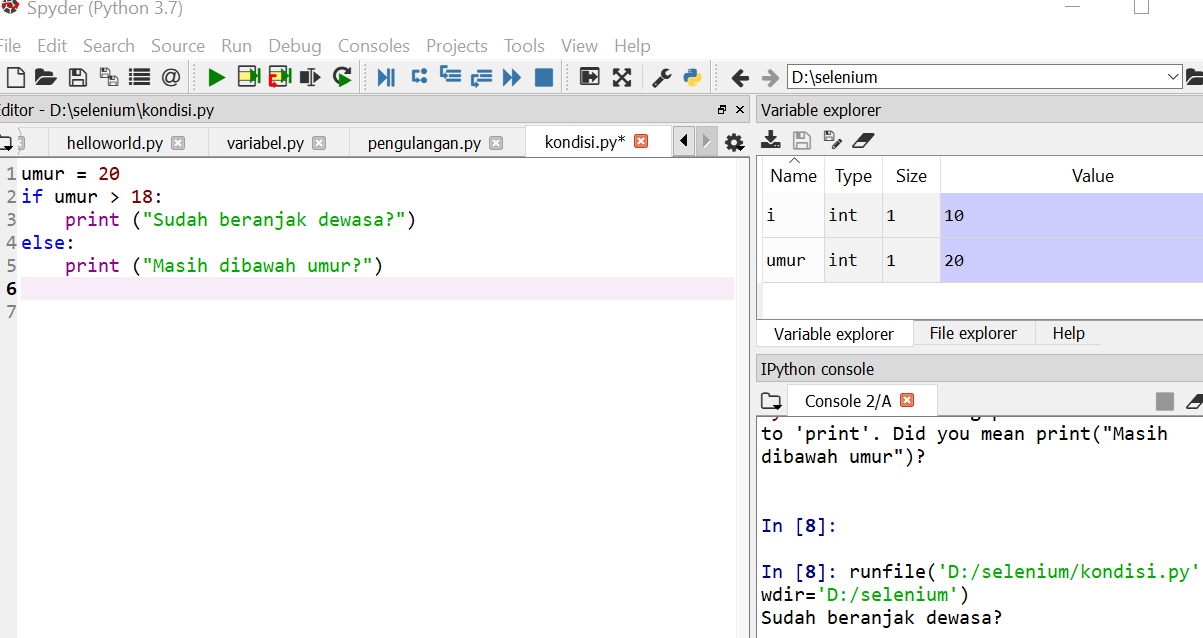 Spyder (Python 3.7)
File Edit Search Source Run Debug Consoles Projects Tools View Help
D:\selenium
Editor - D:\selenium\kondisi.py
helloworld.py variabel.py pengulangan.py kondisi.py*
1 umur = 20
2 if umur > 18:
3 print ("Sudah beranjak dewasa?")
4 else:
5 print ("Masih dibawah umur?")
6
7
Variable explorer
Name Type Size Value
i int 1 10
umur int 1 20
Variable explorer File explorer Help
IPython console
Console 2/A
to 'print'. Did you mean print("Masih
dibawah umur")?
In [8]:
In [8]: runfile('D:/selenium/kondisi.py'
wdir='D:/selenium')
Sudah beranjak dewasa?